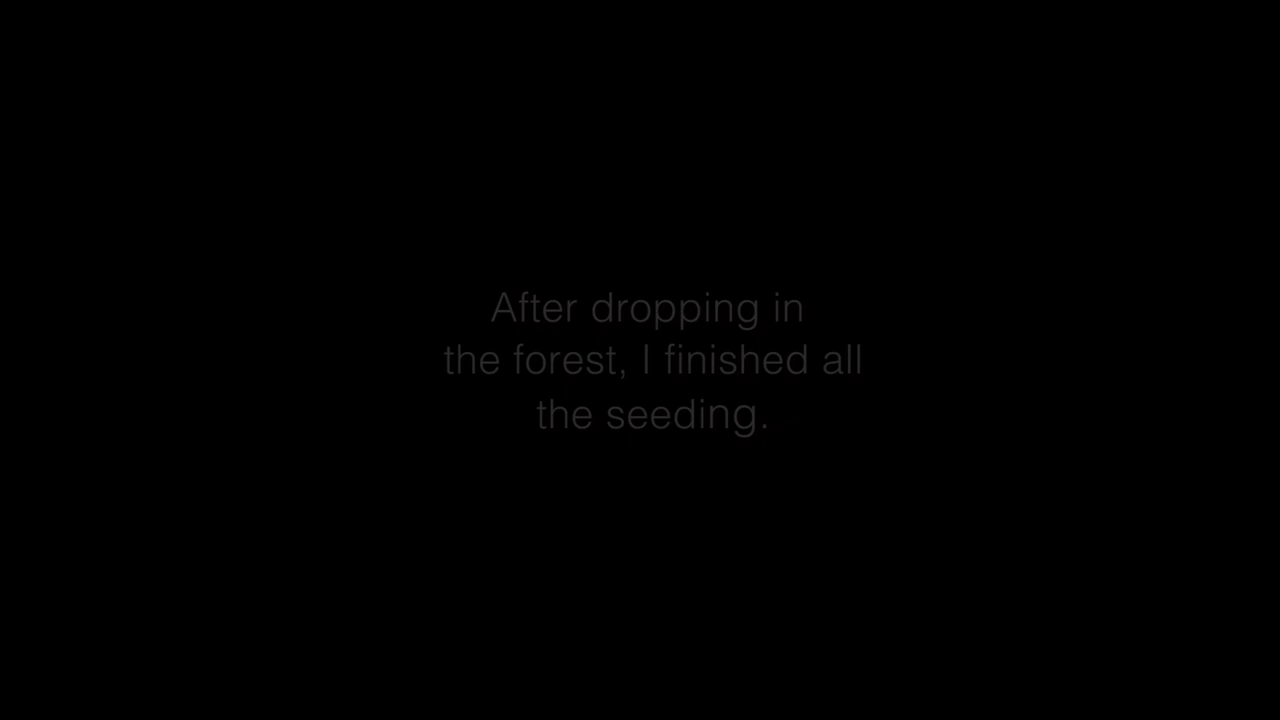 After dropping in
the forest, I finished all
the seeding.